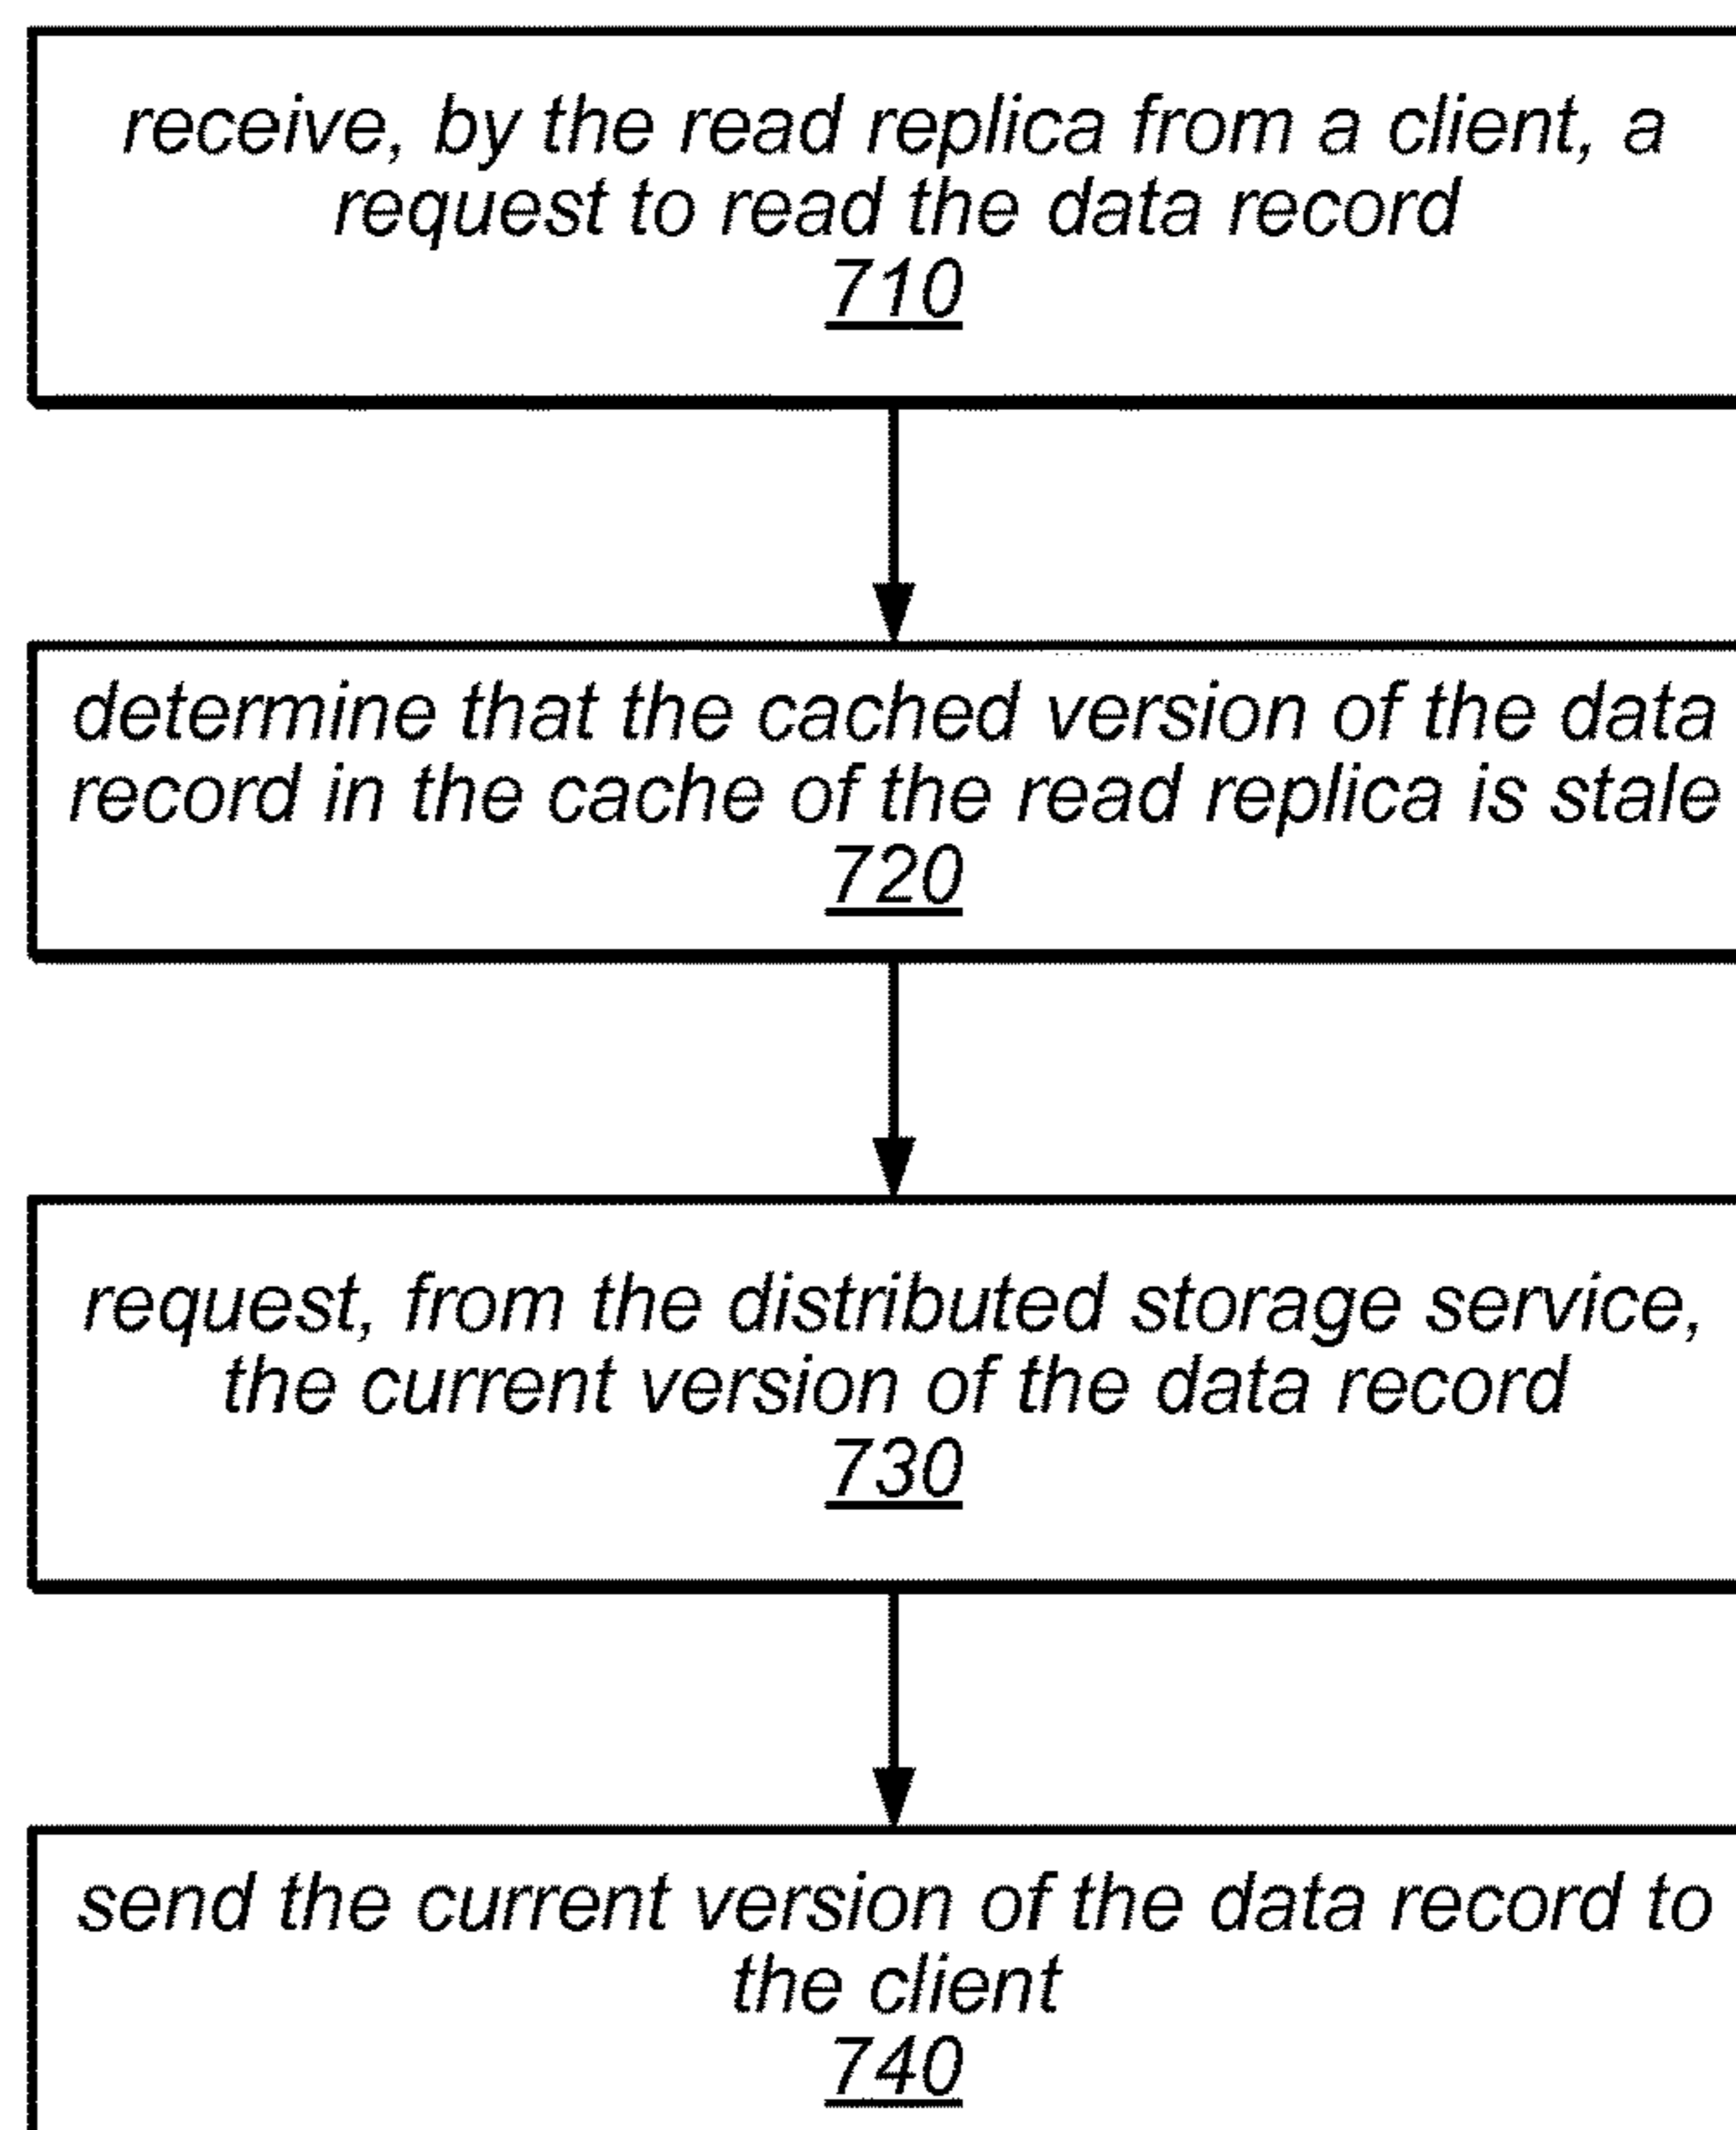 receive, by the read replica from a client, a
request to read the data record
710
determine that the cached version of the data
record in the cache of the read replica is stale
720
request, from the distributed storage service,
the current version of the data record
730
send the current version of the data record to
the client
740